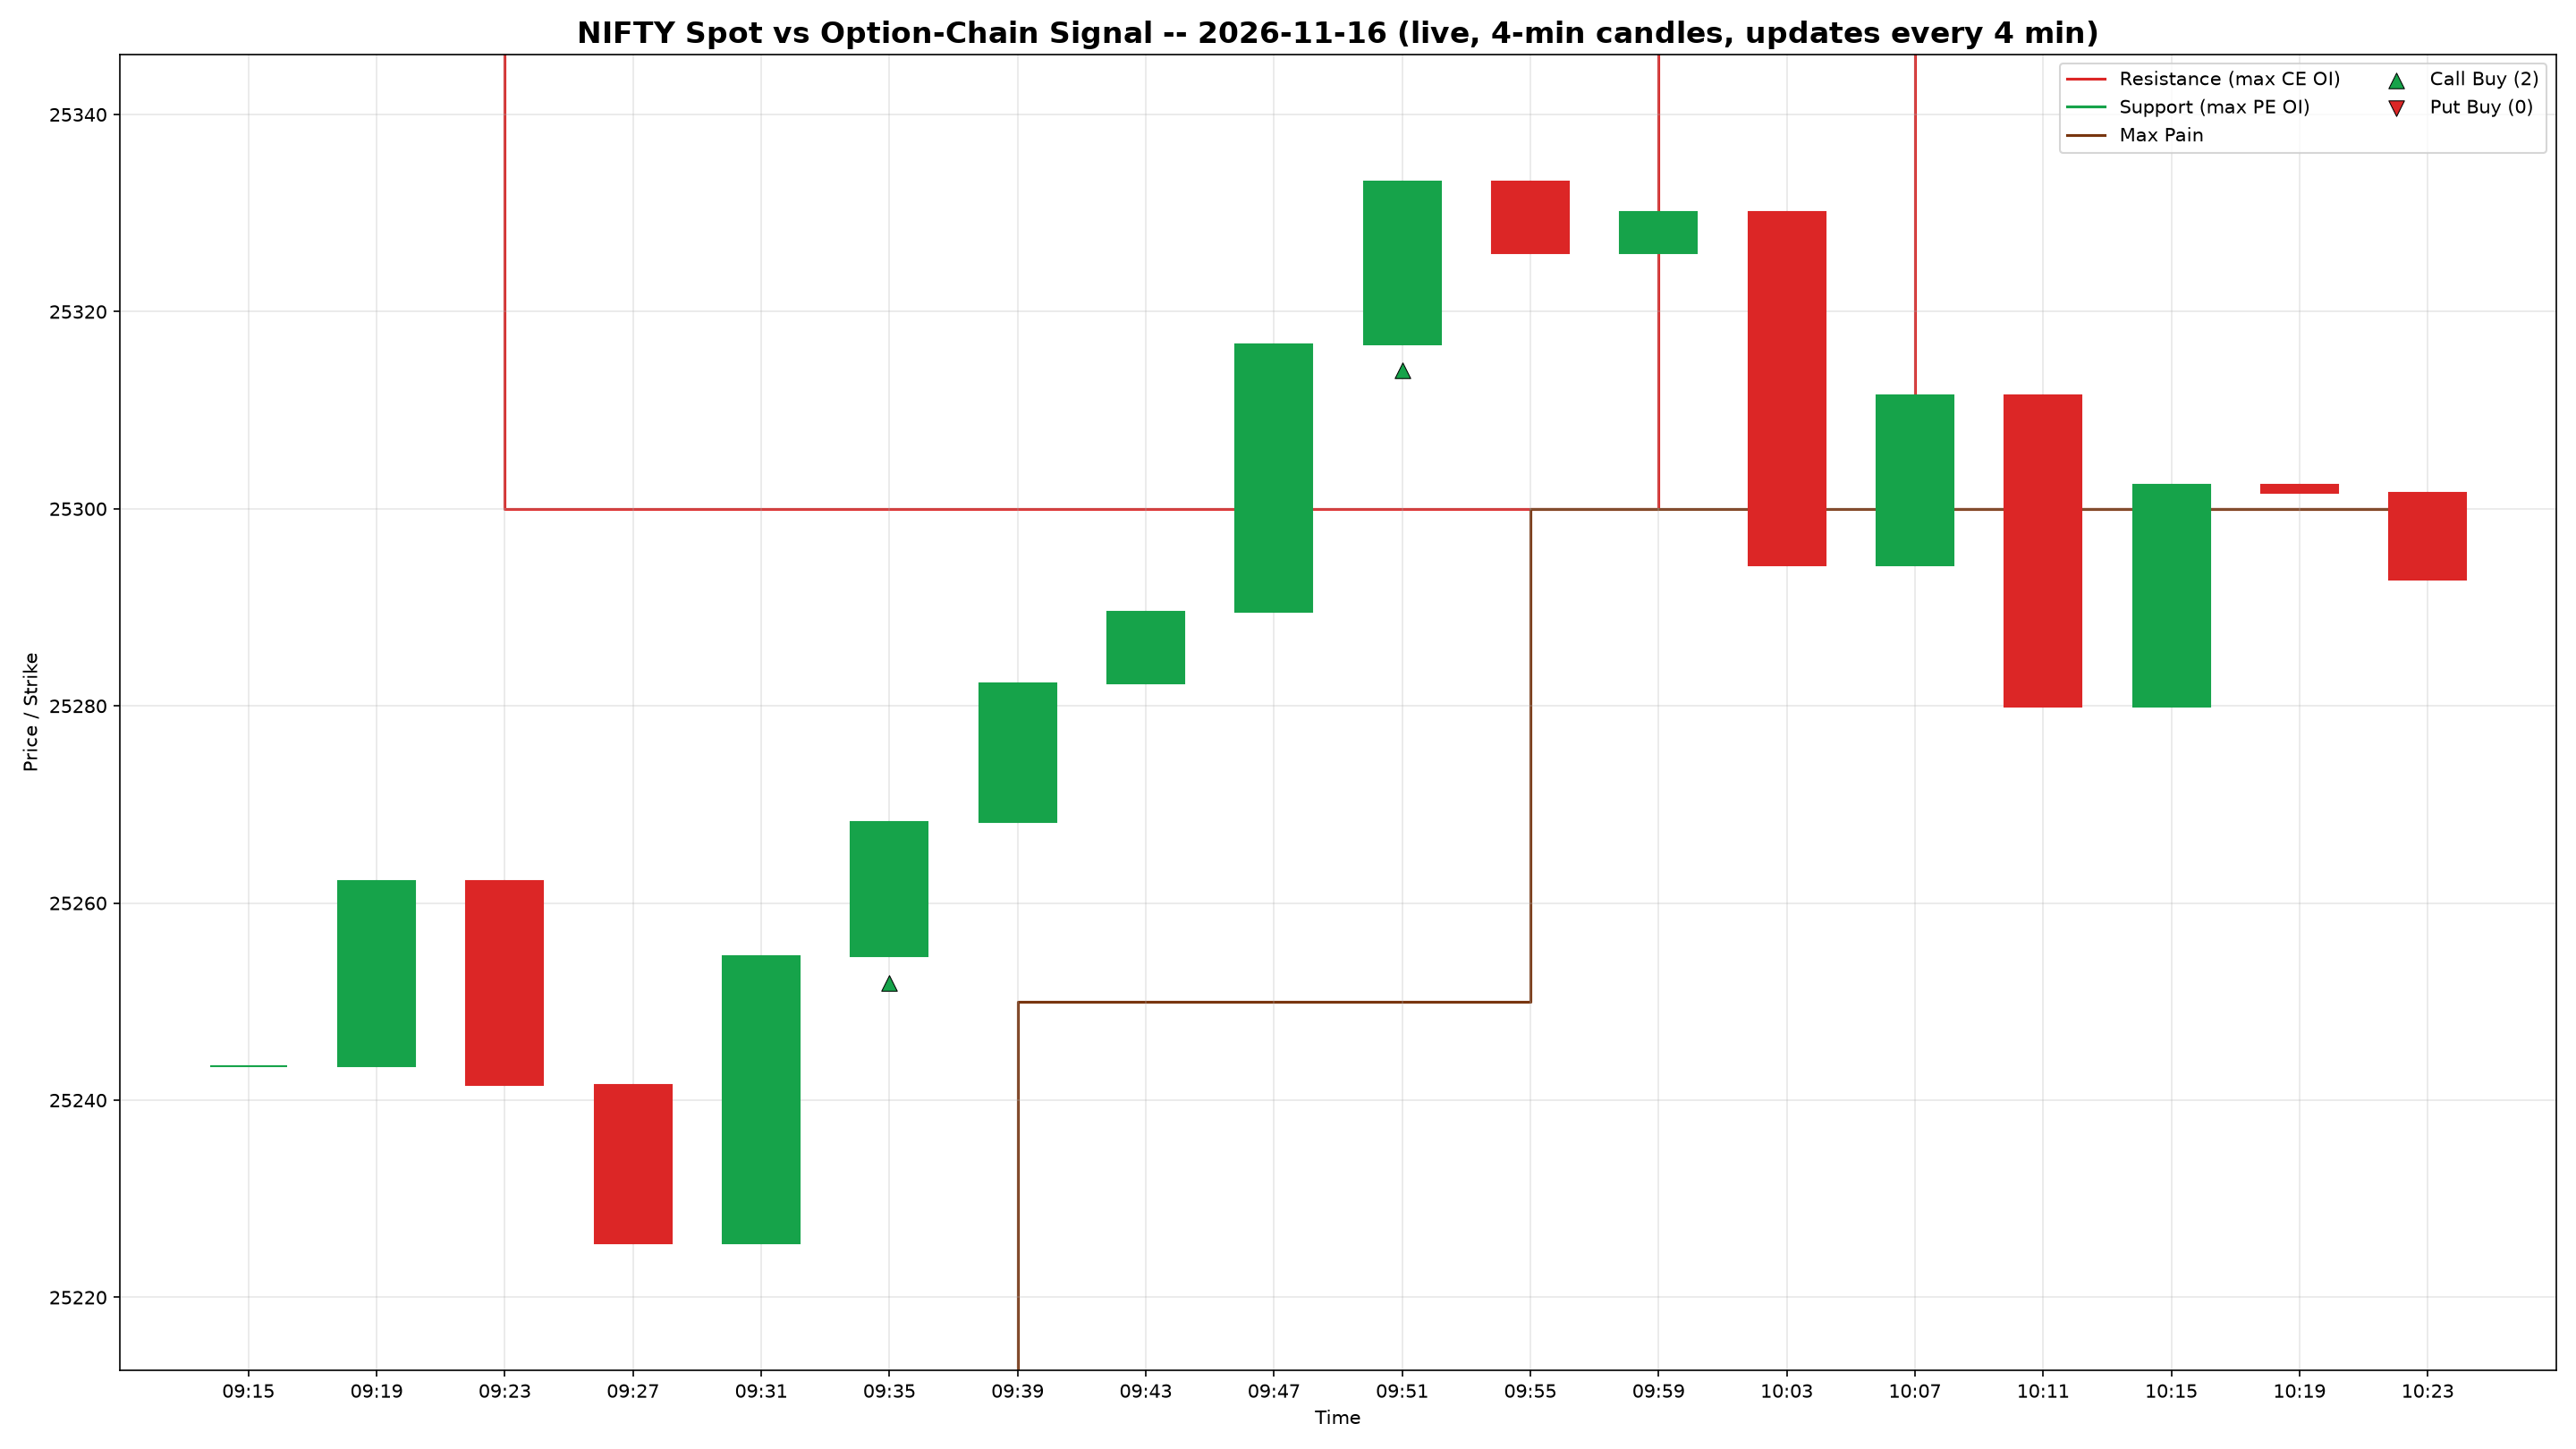 NIFTY Spot vs Option-Chain Signal -- 2026-11-16 (live, 4-min candles, updates every 4 min)
Resistance (max CE OI)
Support (max PE OI)
Max Pain
Call Buy (2)
Put Buy (0)
Price / Strike
25340
25320
25300
25280
25260
25240
25220
09:15 09:19 09:23 09:27 09:31 09:35 09:39 09:43 09:47 09:51 09:55 09:59 10:03 10:07 10:11 10:15 10:19 10:23
Time